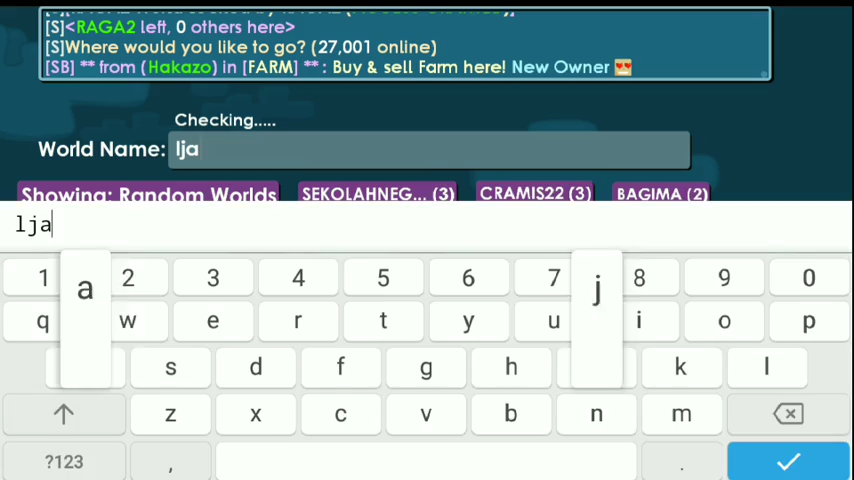 [S]<RAGA2 left, 0 others here>
[S]Where would you like to go? (27,001 online)
[SB] ** from (Hakazo) in [FARM] ** : Buy & sell Farm here! New Owner 😍
Checking.....
World Name: lja
Showing: Random Worlds SEKOLAHNEG... (3) CRAMIS22 (3) BAGIMA (2)
lja
1 2 3 4 5 6 7 8 9 0
a j
q w e r t y u i o p
s d f g h k l
z x c v b n m
?123 , .